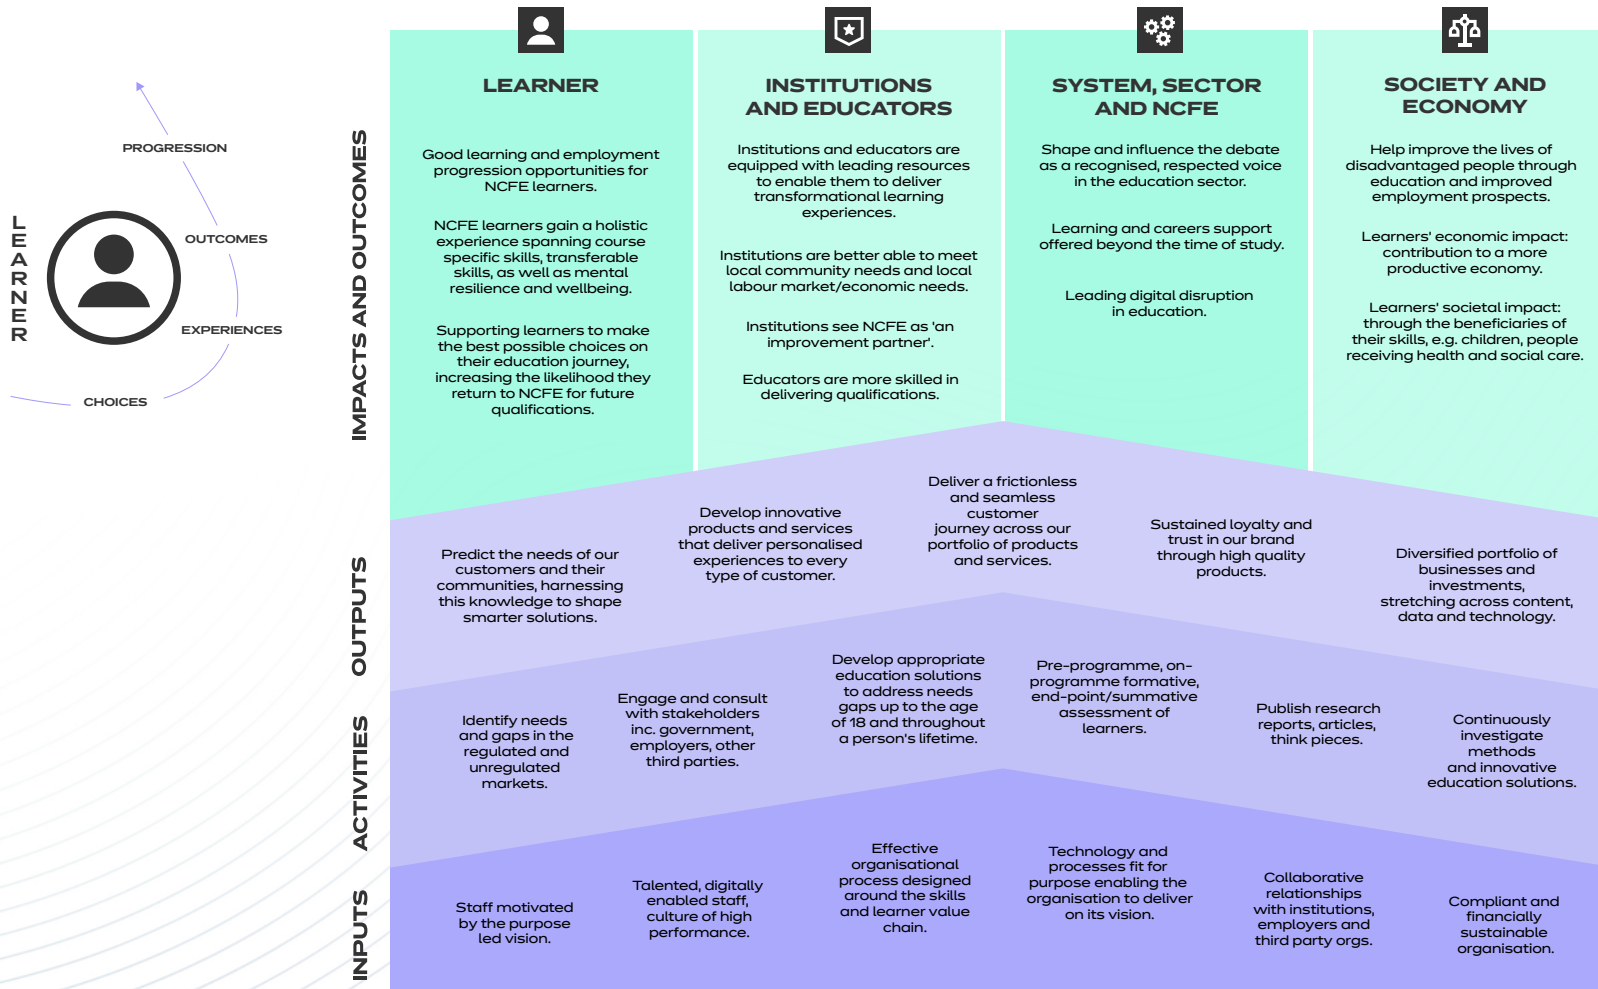 PROGRESSION
OUTCOMES
EXPERIENCES
CHOICES
LEARNER
IMPACTS AND OUTCOMES
LEARNER
Good learning and employment
progression opportunities for
NCFE learners.
NCFE learners gain a holistic
experience spanning course
specific skills, transferable
skills, as well as mental
resilience and wellbeing.
Supporting learners to make
the best possible choices on
their education journey,
increasing the likelihood they
return to NCFE for future
qualifications.
INSTITUTIONS
AND EDUCATORS
Institutions and educators are
equipped with leading resources
to enable them to deliver
transformational learning
experiences.
Institutions are better able to meet
local community needs and local
labour market/economic needs.
Institutions see NCFE as 'an
improvement partner'.
Educators are more skilled in
delivering qualifications.
SYSTEM, SECTOR
AND NCFE
Shape and influence the debate
as a recognised, respected voice
in the education sector.
Learning and careers support
offered beyond the time of study.
Leading digital disruption
in education.
SOCIETY AND
ECONOMY
Help improve the lives of
disadvantaged people through
education and improved
employment prospects.
Learners' economic impact:
contribution to a more
productive economy.
Learners' societal impact:
through the beneficiaries of
their skills, e.g. children, people
receiving health and social care.
OUTPUTS
Predict the needs of our
customers and their
communities, harnessing
this knowledge to shape
smarter solutions.
Develop innovative
products and services
that deliver personalised
experiences to every
type of customer.
Deliver a frictionless
and seamless
customer
journey across our
portfolio of products
and services.
Sustained loyalty and
trust in our brand
through high quality
products.
Diversified portfolio of
businesses and
investments,
stretching across content,
data and technology.
ACTIVITIES
Identify needs
and gaps in the
regulated and
unregulated
markets.
Engage and consult
with stakeholders
inc. government,
employers, other
third parties.
Develop appropriate
education solutions
to address needs
gaps up to the age
of 18 and throughout
a person's lifetime.
Pre-programme, on-
programme formative,
end-point/summative
assessment of
learners.
Publish research
reports, articles,
think pieces.
Continuously
investigate
methods
and innovative
education solutions.
INPUTS
Staff motivated
by the purpose
led vision.
Talented, digitally
enabled staff,
culture of high
performance.
Effective
organisational
process designed
around the skills
and learner value
chain.
Technology and
processes fit for
purpose enabling the
organisation to deliver
on its vision.
Collaborative
relationships
with institutions,
employers and
third party orgs.
Compliant and
financially
sustainable
organisation.